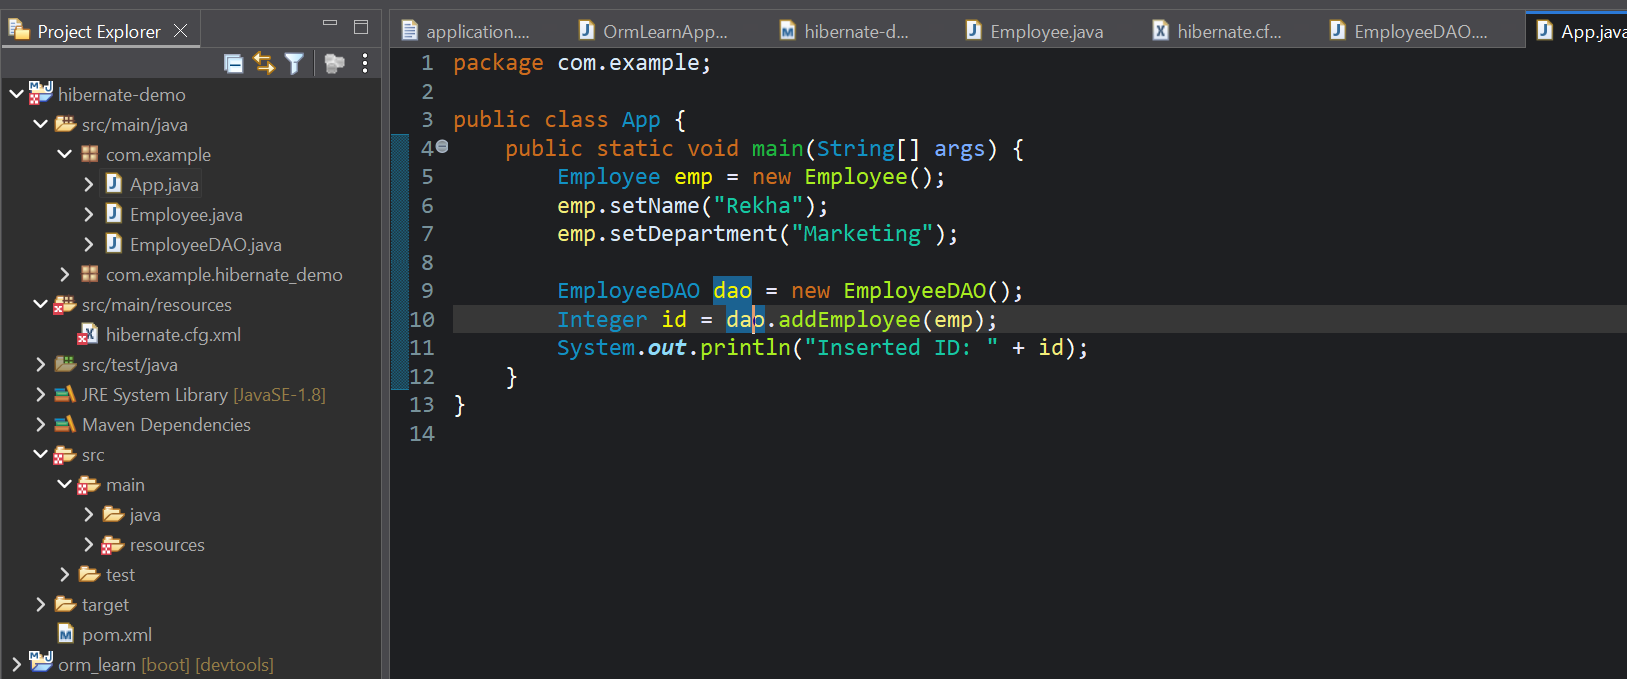 Project Explorer
application....
OrmLearnApp...
hibernate-d...
Employee.java
hibernate.cf...
EmployeeDAO....
App.java
hibernate-demo
src/main/java
com.example
App.java
Employee.java
EmployeeDAO.java
com.example.hibernate_demo
src/main/resources
hibernate.cfg.xml
src/test/java
JRE System Library [JavaSE-1.8]
Maven Dependencies
src
main
java
resources
test
target
pom.xml
orm_learn [boot] [devtools]
1 package com.example;
2
3 public class App {
4     public static void main(String[] args) {
5         Employee emp = new Employee();
6         emp.setName("Rekha");
7         emp.setDepartment("Marketing");
8
9         EmployeeDAO dao = new EmployeeDAO();
10         Integer id = dao.addEmployee(emp);
11         System.out.println("Inserted ID: " + id);
12     }
13 }
14